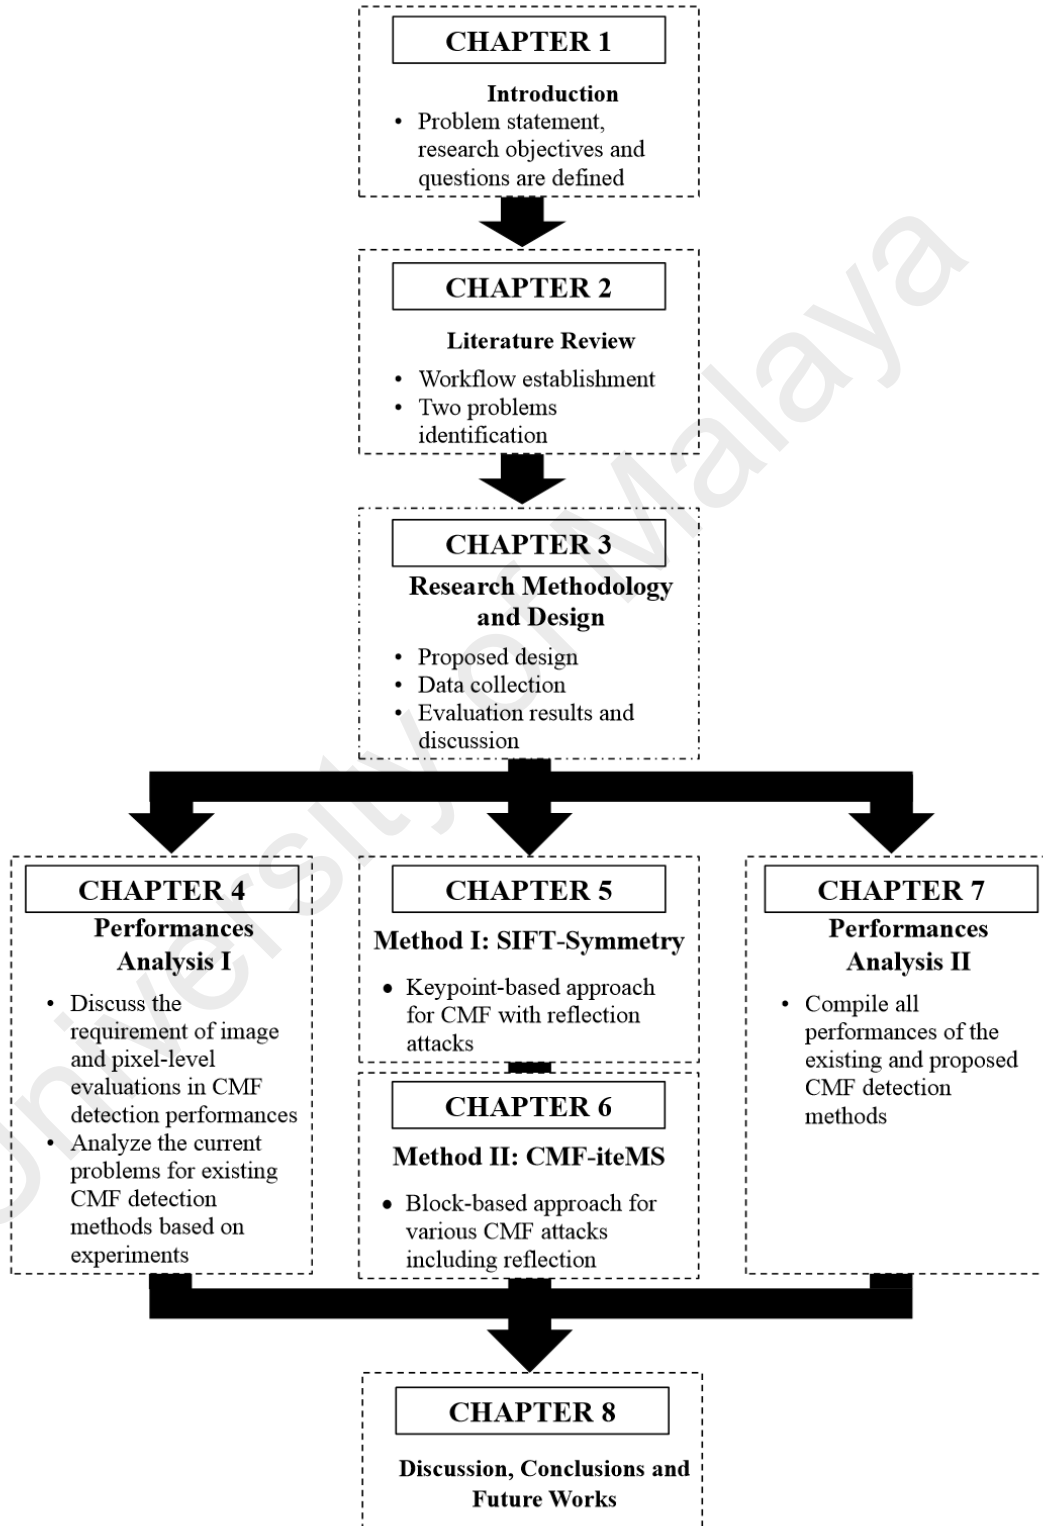 CHAPTER 1
Introduction
• Problem statement,
research objectives and
questions are defined
CHAPTER 2
Literature Review
• Workflow establishment
• Two problems
identification
CHAPTER 3
Research Methodology
and Design
• Proposed design
• Data collection
• Evaluation results and
discussion
CHAPTER 4
Performances
Analysis I
• Discuss the
requirement of image
and pixel-level
evaluations in CMF
detection performances
• Analyze the current
problems for existing
CMF detection
methods based on
experiments
CHAPTER 5
Method I: SIFT-Symmetry
• Keypoint-based approach
for CMF with reflection
attacks
CHAPTER 6
Method II: CMF-iteMS
• Block-based approach for
various CMF attacks
including reflection
CHAPTER 7
Performances
Analysis II
• Compile all
performances of the
existing and proposed
CMF detection
methods
CHAPTER 8
Discussion, Conclusions and
Future Works
University of Malaya